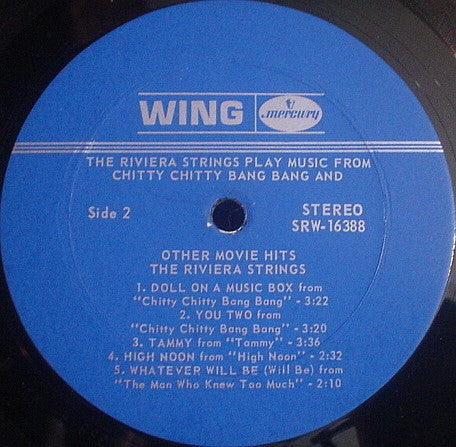 WING mercury
THE RIVIERA STRINGS PLAY MUSIC FROM
CHITTY CHITTY BANG BANG AND
Side 2
STEREO
SRW-16388
OTHER MOVIE HITS
THE RIVIERA STRINGS
1. DOLL ON A MUSIC BOX from
"Chitty Chitty Bang Bang" - 3:22
2. YOU TWO from
"Chitty Chitty Bang Bang" - 3:20
3. TAMMY from "Tammy" - 3:36
4. HIGH NOON from "High Noon" - 2:32
5. WHATEVER WILL BE (Will Be) from
"The Man Who Knew Too Much" - 2:10